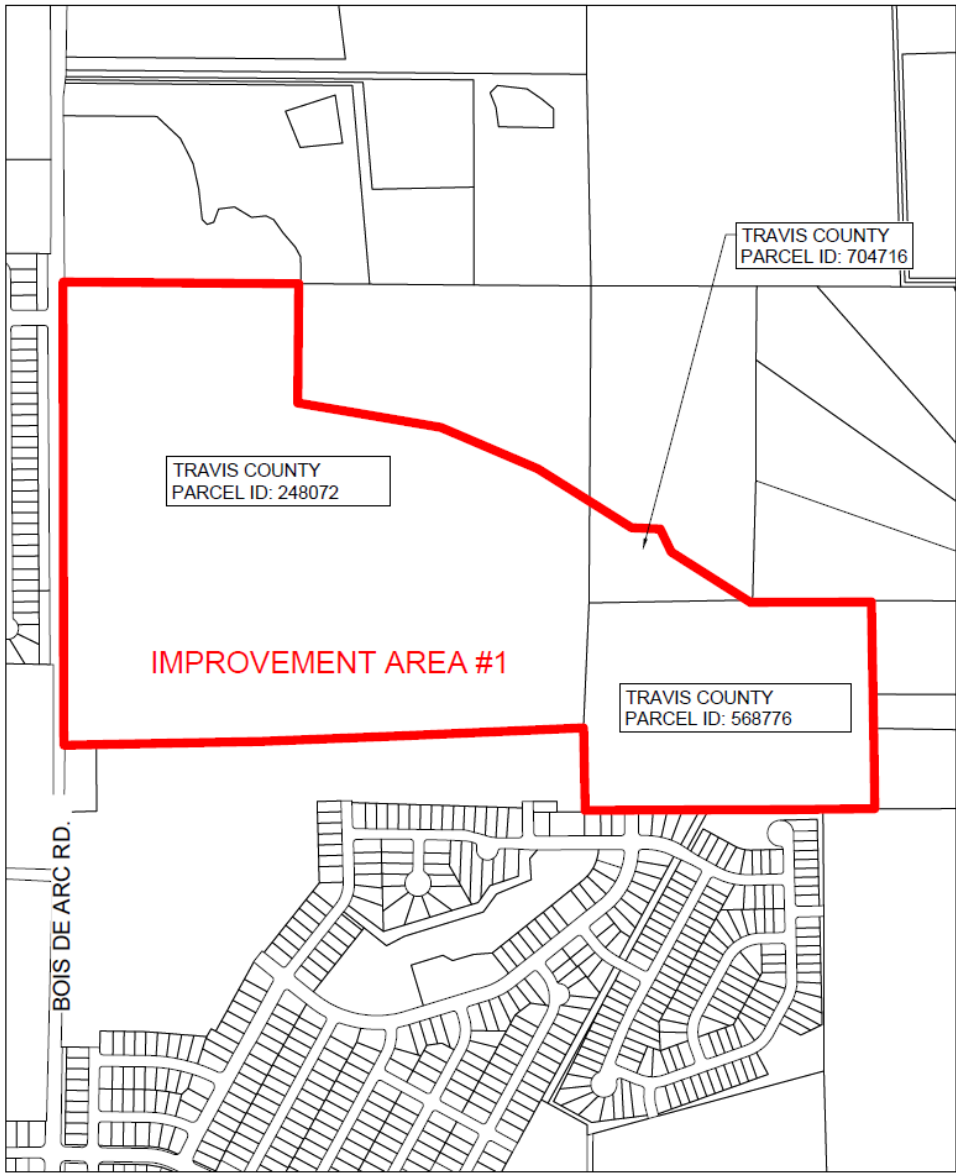 TRAVIS COUNTY
PARCEL ID: 704716
TRAVIS COUNTY
PARCEL ID: 248072
IMPROVEMENT AREA #1
TRAVIS COUNTY
PARCEL ID: 568776
BOIS DE ARC RD.